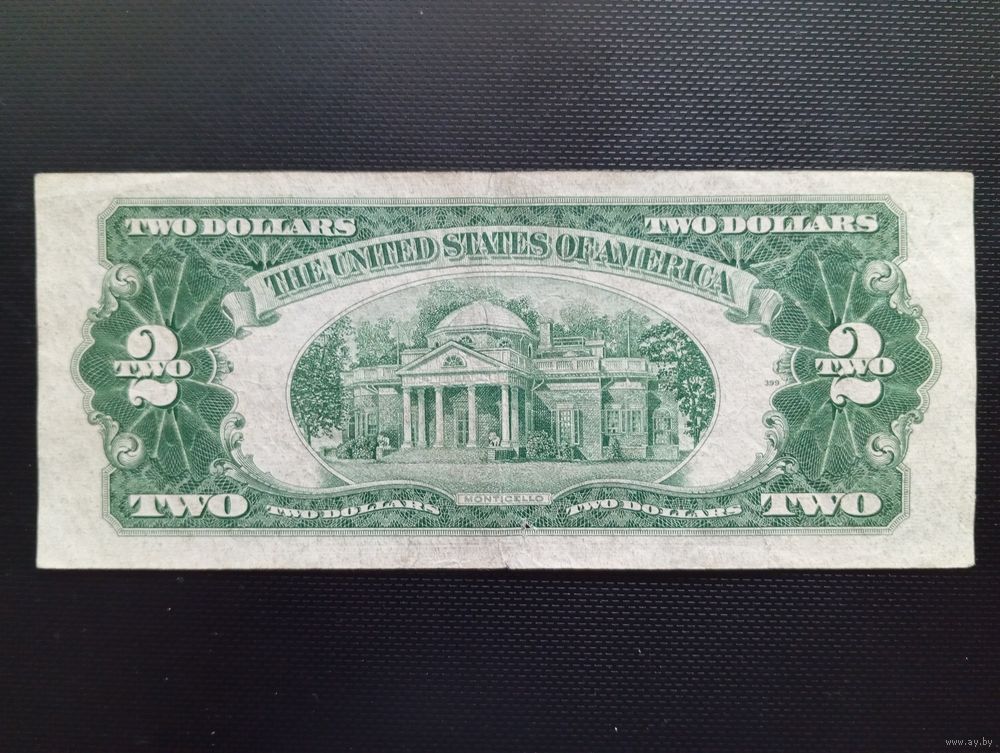 TWO DOLLARS TWO DOLLARS
THE UNITED STATES OF AMERICA
2 2
TWO TWO
399
MONTICELLO
TWO TWO DOLLARS TWO DOLLARS TWO
www.ay.by